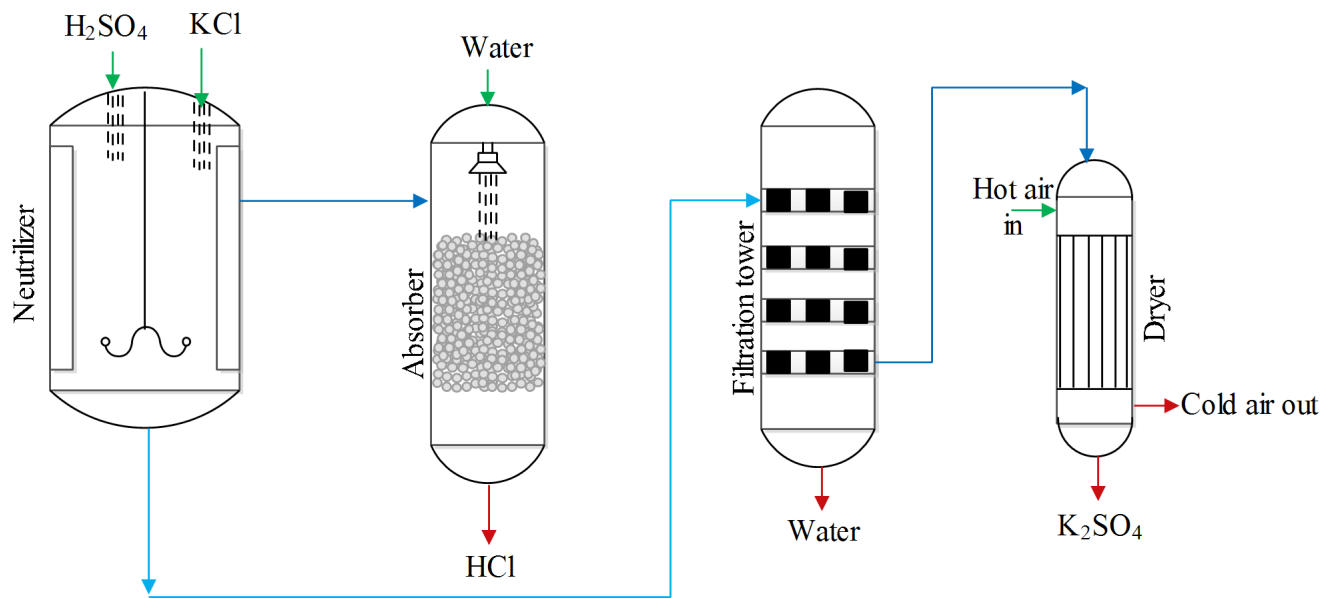 H₂SO₄
KCl
Water
Neutrilizer
Absorber
HCl
Filtration tower
Water
Hot air
in
Dryer
Cold air out
K₂SO₄